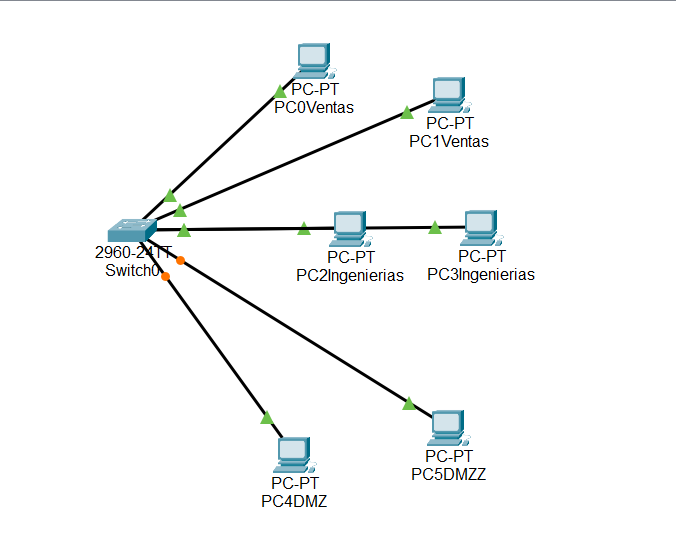 PC-PT
PC0Ventas
PC-PT
PC1Ventas
2960-24TT
Switch0
PC-PT
PC2Ingenierias
PC-PT
PC3Ingenierias
PC-PT
PC4DMZ
PC-PT
PC5DMZZ